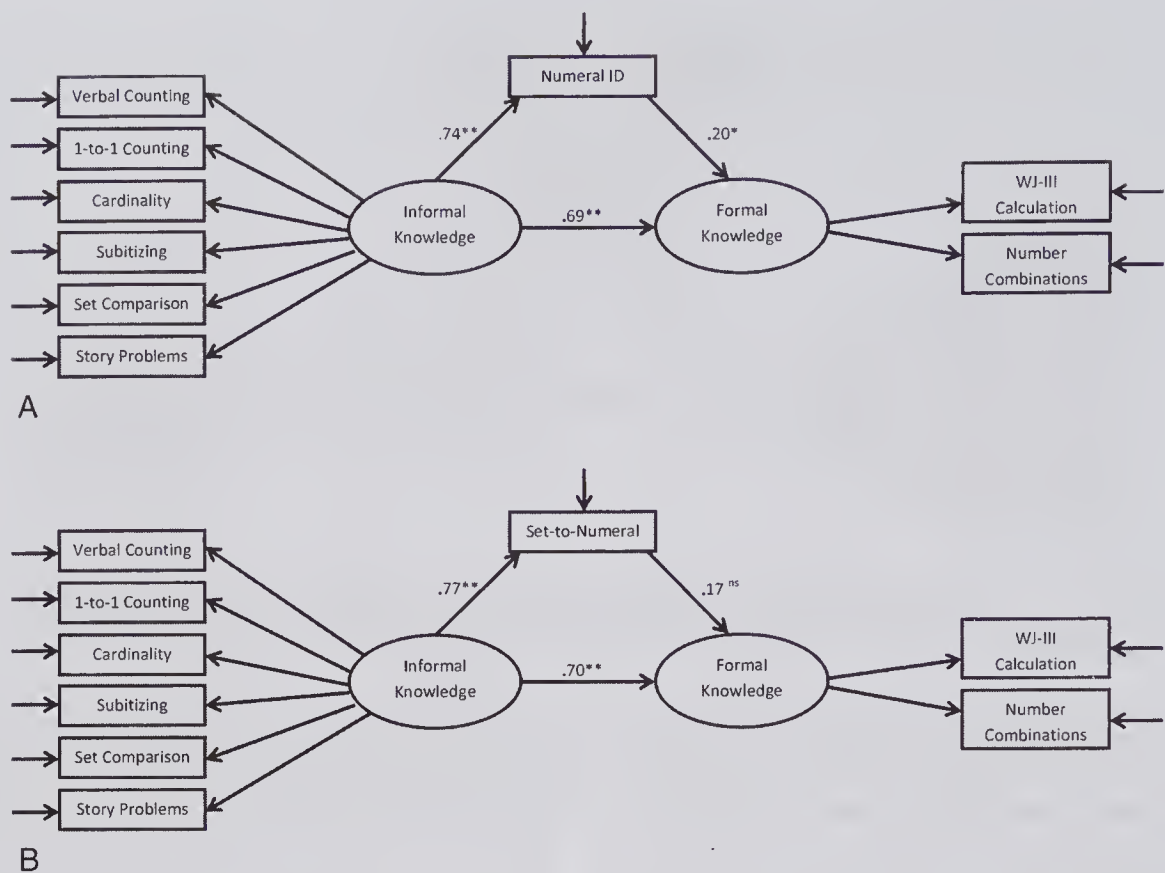 Numeral ID
Verbal Counting
1-to-1 Counting
Cardinality
Subitizing
Set Comparison
Story Problems
.74**
.20*
Informal
Knowledge
.69**
Formal
Knowledge
WJ-III
Calculation
Number
Combinations
A
Set-to-Numeral
Verbal Counting
1-to-1 Counting
Cardinality
Subitizing
Set Comparison
Story Problems
.77**
.17 ns
Informal
Knowledge
.70**
Formal
Knowledge
WJ-III
Calculation
Number
Combinations
B